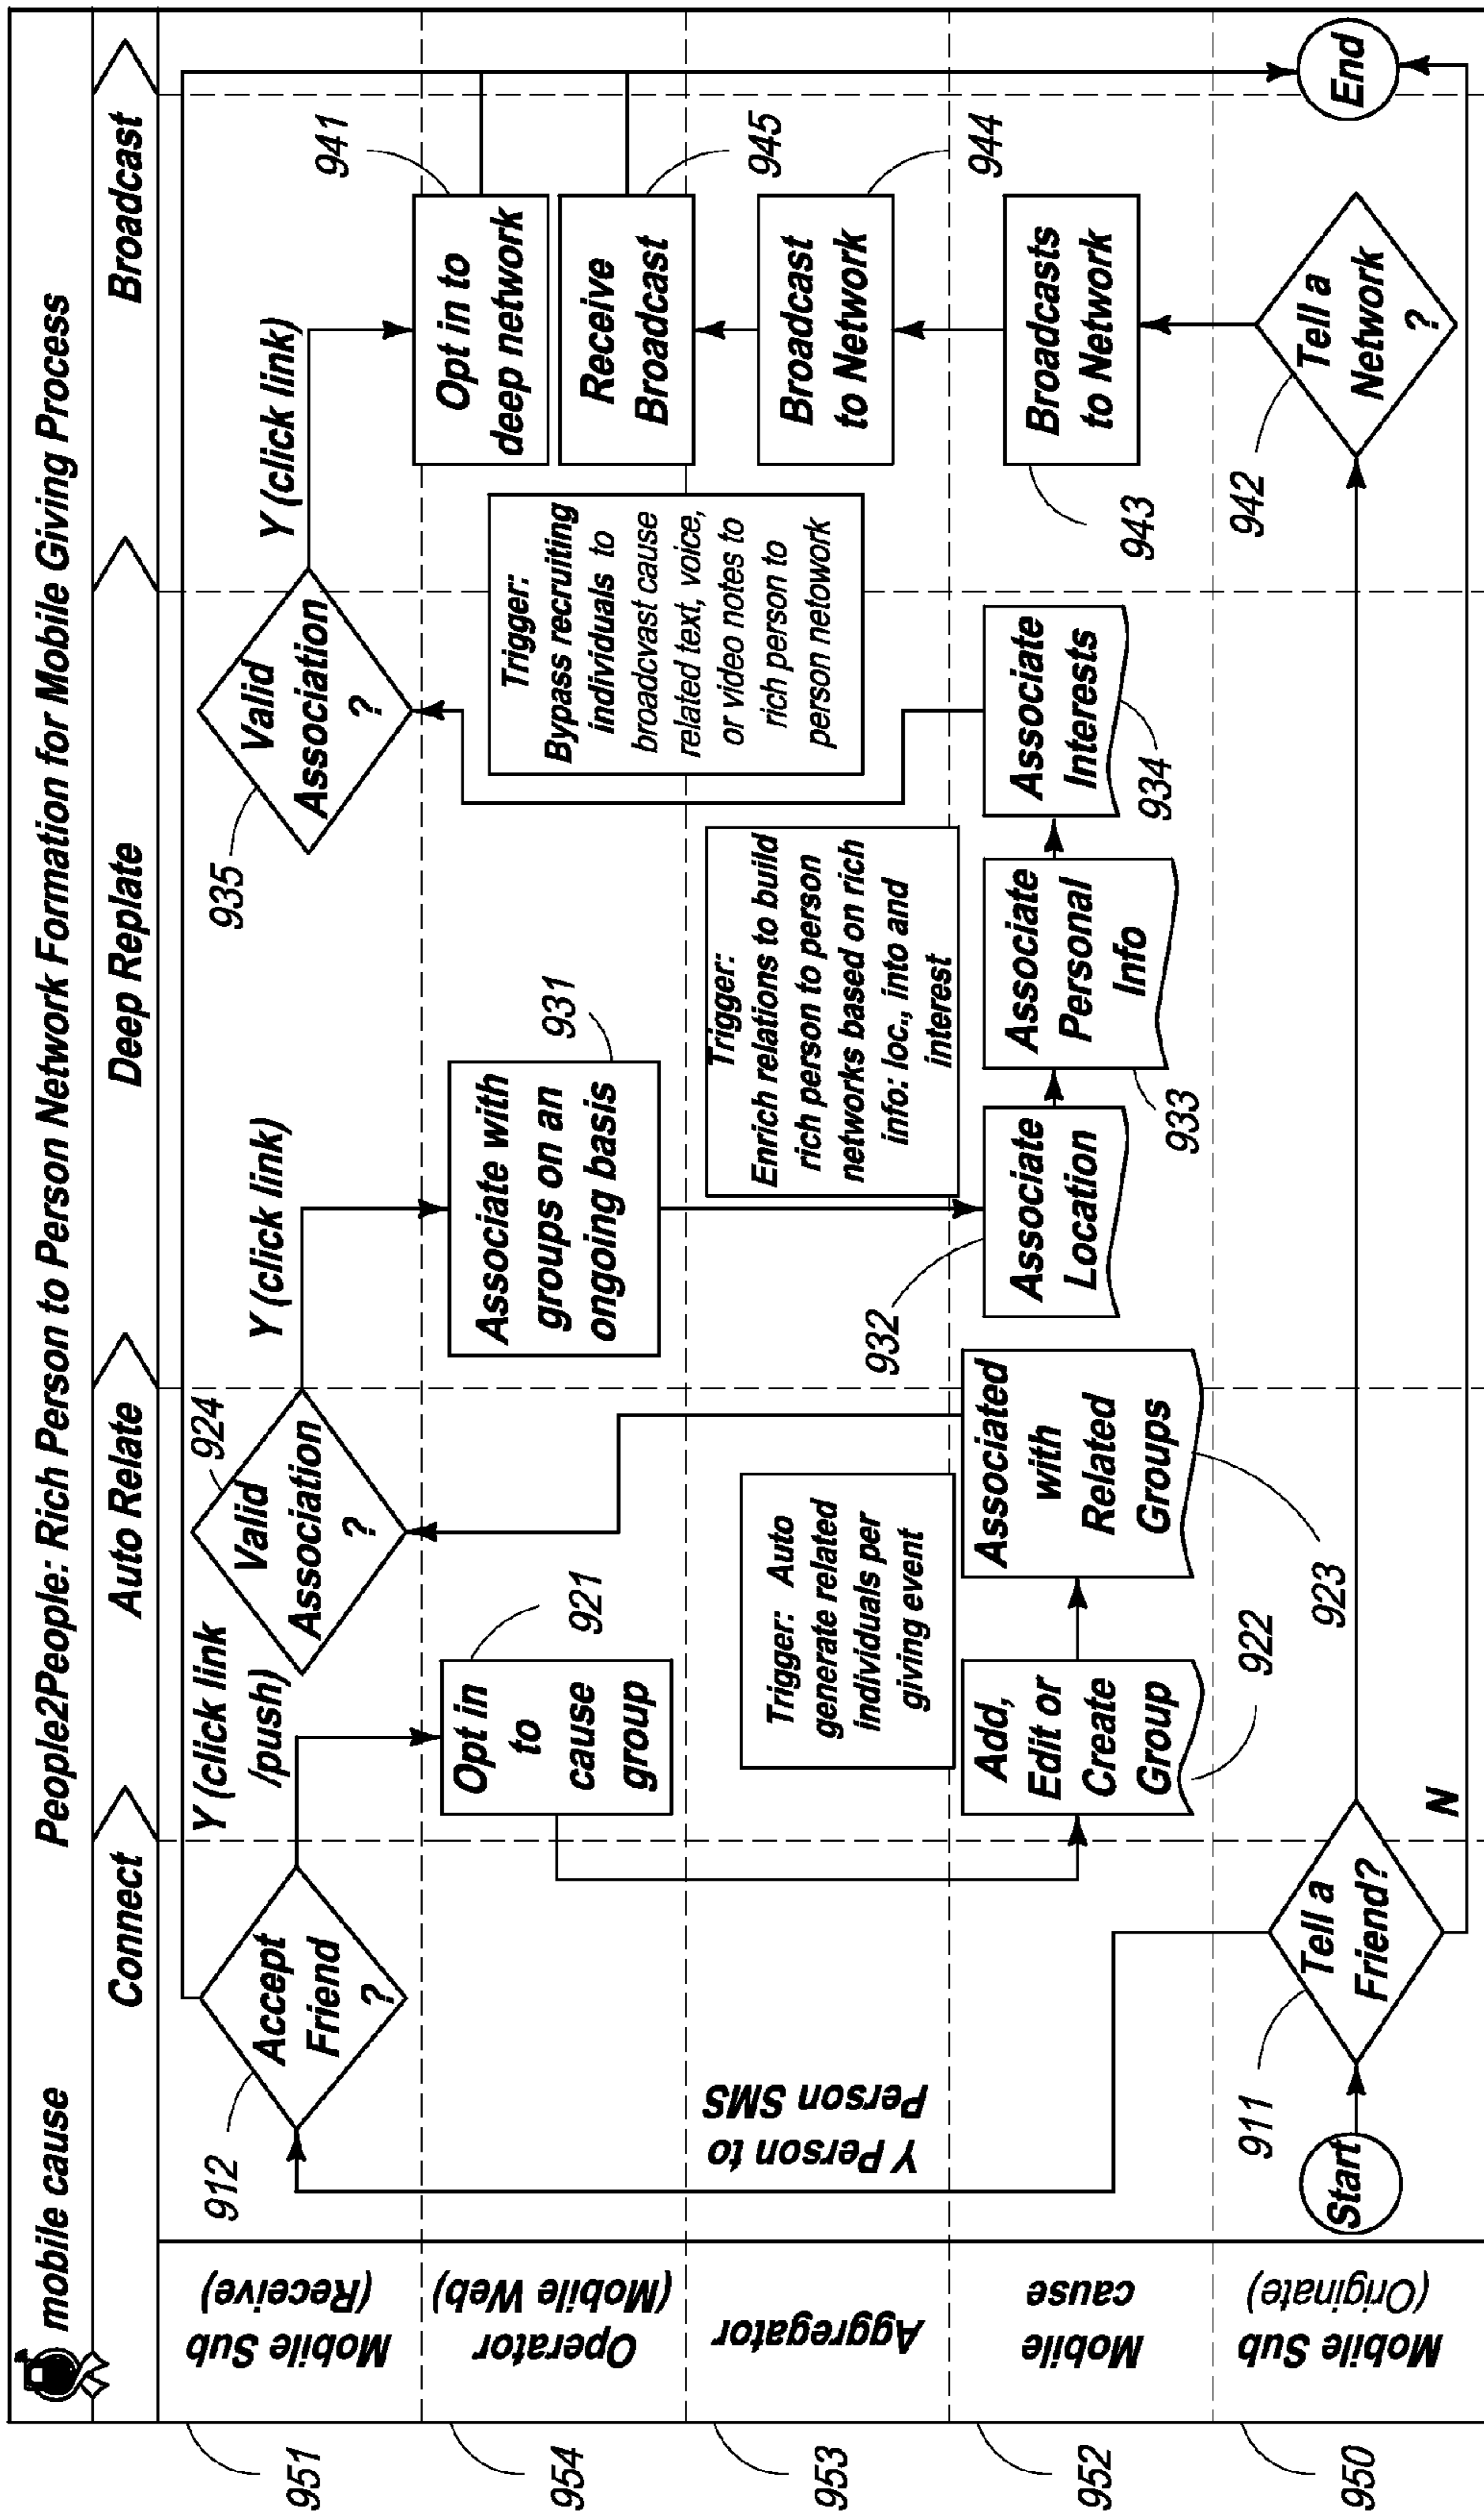 mobile cause
People2People: Rich Person to Person Network Formation for Mobile Giving Process
Connect
Auto Relate
Deep Replate
Broadcast
951
Mobile Sub
(Receive)
912
Accept
Friend
?
Y (click link
/push)
924
Valid
Association
?
Y (click link)
935
Valid
Association
?
Y (click link)
941
954
Operator
(Mobile Web)
Opt in
to
cause
group
921
Associate with
groups on an
ongoing basis
931
Trigger:
Bypass recruiting
individuals to
broadcvast cause
related text, voice,
or video notes to
rich person to
person netowork
Opt in to
deep network
Receive
Broadcast
945
953
Aggregator
Y Person to
Person SMS
Trigger: Auto
generate related
individuals per
giving event
Trigger:
Enrich relations to build
rich person to person
networks based on rich
info: loc., into and
interest
Broadcast
to Network
944
952
Mobile
cause
Add,
Edit or
Create
Group
922
Associated
with
Related
Groups
923
932
Associate
Location
Associate
Personal
Info
933
Associate
Interests
934
Broadcasts
to Network
943
950
Mobile Sub
(Originate)
Start
911
Tell a
Friend?
N
942
Tell a
Network
?
End